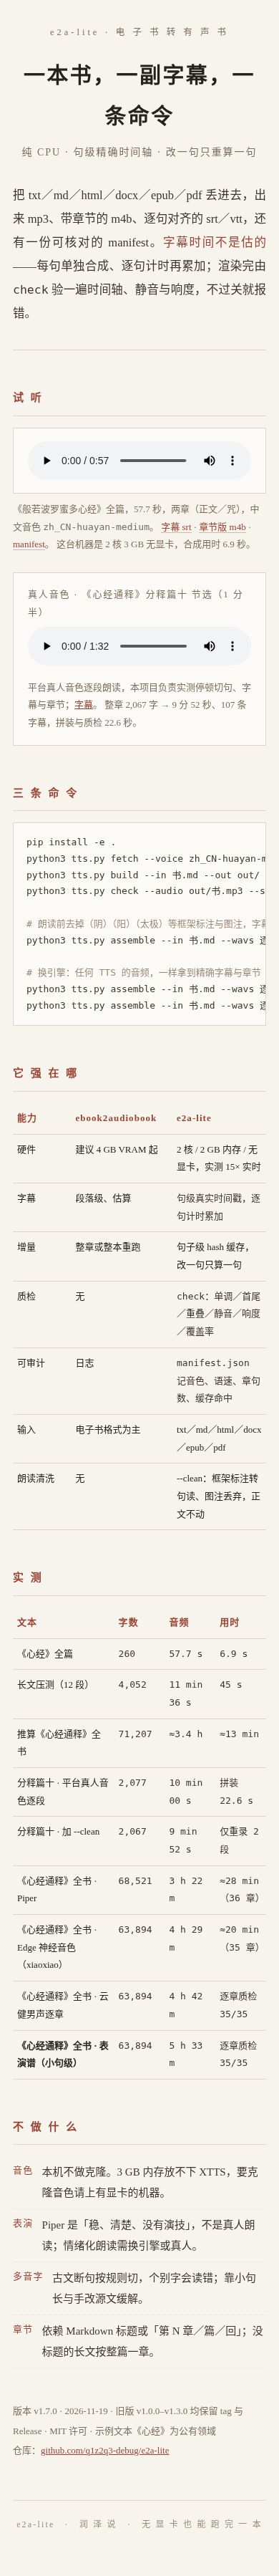 e2a-lite · 电子书转有声书
一本书，一副字幕，一
条命令
纯 CPU · 句级精确时间轴 · 改一句只重算一句
把 txt／md／html／docx／epub／pdf 丢进去，出
来 mp3、带章节的 m4b、逐句对齐的 srt／vtt，还
有一份可核对的 manifest。字幕时间不是估的
——每句单独合成、逐句计时再累加；渲染完由
check 验一遍时间轴、静音与响度，不过关就报
错。
试听
0:00 / 0:57
《般若波罗蜜多心经》全篇，57.7 秒，两章（正文／咒），中
文音色 zh_CN-huayan-medium。 字幕 srt · 章节版 m4b ·
manifest。 这台机器是 2 核 3 GB 无显卡，合成用时 6.9 秒。
真人音色 · 《心经通释》分释篇十 节选（1 分
半）
0:00 / 1:32
平台真人音色逐段朗读，本项目负责实测停顿切句、字
幕与章节；字幕。 整章 2,067 字 → 9 分 52 秒、107 条
字幕，拼装与质检 22.6 秒。
三条命令
pip install -e .
python3 tts.py fetch --voice zh_CN-huayan-m
python3 tts.py build --in 书.md --out out/
python3 tts.py check --audio out/书.mp3 --s
# 朗读前去掉（阴）（阳）（太极）等框架标注与图注，字幕
python3 tts.py assemble --in 书.md --wavs 逐
# 换引擎：任何 TTS 的音频，一样拿到精确字幕与章节
python3 tts.py assemble --in 书.md --wavs 逐
python3 tts.py assemble --in 书.md --wavs 逐
它强在哪
能力 ebook2audiobook e2a-lite
硬件 建议 4 GB VRAM 起 2 核 / 2 GB 内存 / 无
显卡，实测 15× 实时
字幕 段落级、估算 句级真实时间戳，逐
句计时累加
增量 整章或整本重跑 句子级 hash 缓存，
改一句只算一句
质检 无 check：单调／首尾
／重叠／静音／响度
／覆盖率
可审计 日志 manifest.json
记音色、语速、章句
数、缓存命中
输入 电子书格式为主 txt／md／html／docx
／epub／pdf
朗读清洗 无 --clean：框架标注转
句读、图注丢弃，正
文不动
实测
文本 字数 音频 用时
《心经》全篇 260 57.7 s 6.9 s
长文压测（12 段） 4,052 11 min
36 s 45 s
推算《心经通释》全
书 71,207 ≈3.4 h ≈13 min
分释篇十 · 平台真人音
色逐段 2,077 10 min
00 s 拼装
22.6 s
分释篇十 · 加 --clean 2,067 9 min
52 s 仅重录 2
段
《心经通释》全书 ·
Piper 68,521 3 h 22
m ≈28 min
（36 章）
《心经通释》全书 ·
Edge 神经音色
（xiaoxiao） 63,894 4 h 29
m ≈20 min
（35 章）
《心经通释》全书 · 云
健男声逐章 63,894 4 h 42
m 逐章质检
35/35
《心经通释》全书 · 表
演谱（小句级） 63,894 5 h 33
m 逐章质检
35/35
不做什么
音色 本机不做克隆。3 GB 内存放不下 XTTS，要克
隆音色请上有显卡的机器。
表演 Piper 是「稳、清楚、没有演技」，不是真人朗
读；情绪化朗读需换引擎或真人。
多音字 古文断句按规则切，个别字会读错；靠小句
长与手改源文缓解。
章节 依赖 Markdown 标题或「第 N 章／篇／回」；没
标题的长文按整篇一章。
版本 v1.7.0 · 2026-11-19 · 旧版 v1.0.0–v1.3.0 均保留 tag 与
Release · MIT 许可 · 示例文本《心经》为公有领域
仓库：github.com/q1z2q3-debug/e2a-lite
e2a-lite · 润泽说 · 无显卡也能跑完一本